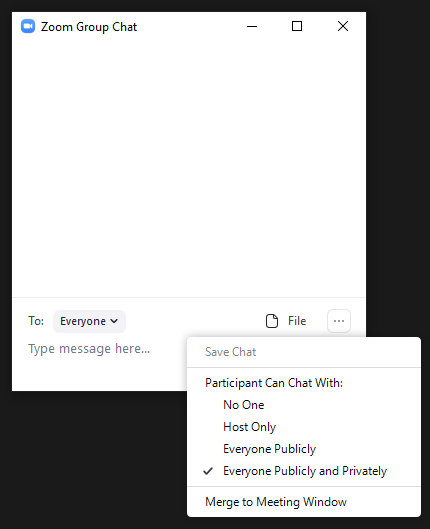 Zoom Group Chat
To: Everyone File ...
Type message here...
Save Chat
Participant Can Chat With:
No One
Host Only
Everyone Publicly
Everyone Publicly and Privately
Merge to Meeting Window